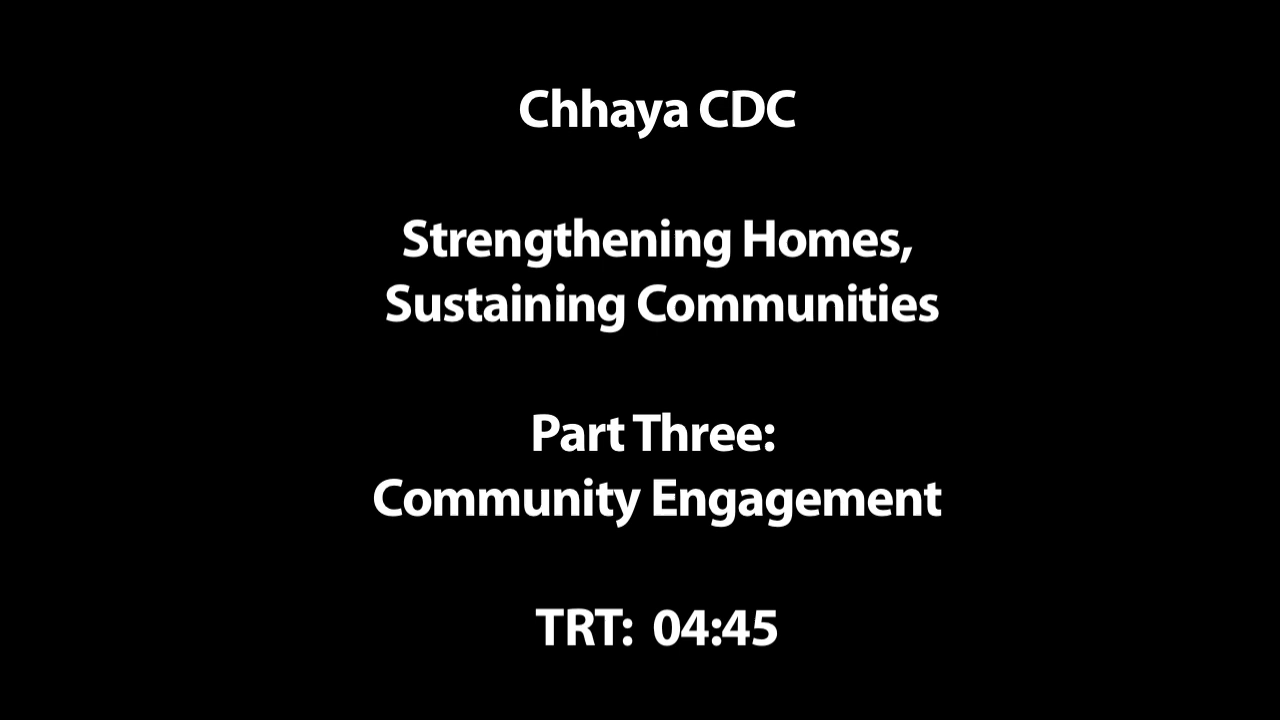 Chhaya CDC
Strengthening Homes,
Sustaining Communities
Part Three:
Community Engagement
TRT: 04:45